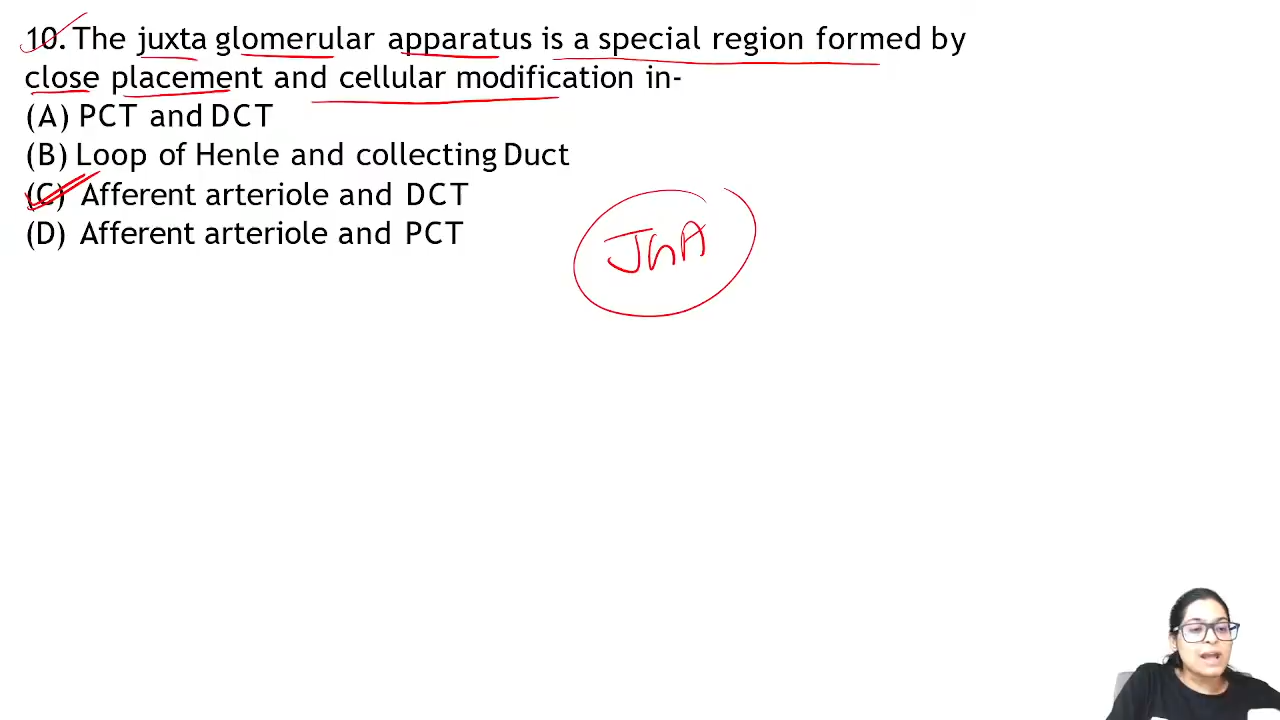 10. The juxta glomerular apparatus is a special region formed by
close placement and cellular modification in-
(A) PCT and DCT
(B) Loop of Henle and collecting Duct
(C) Afferent arteriole and DCT
(D) Afferent arteriole and PCT
JGA